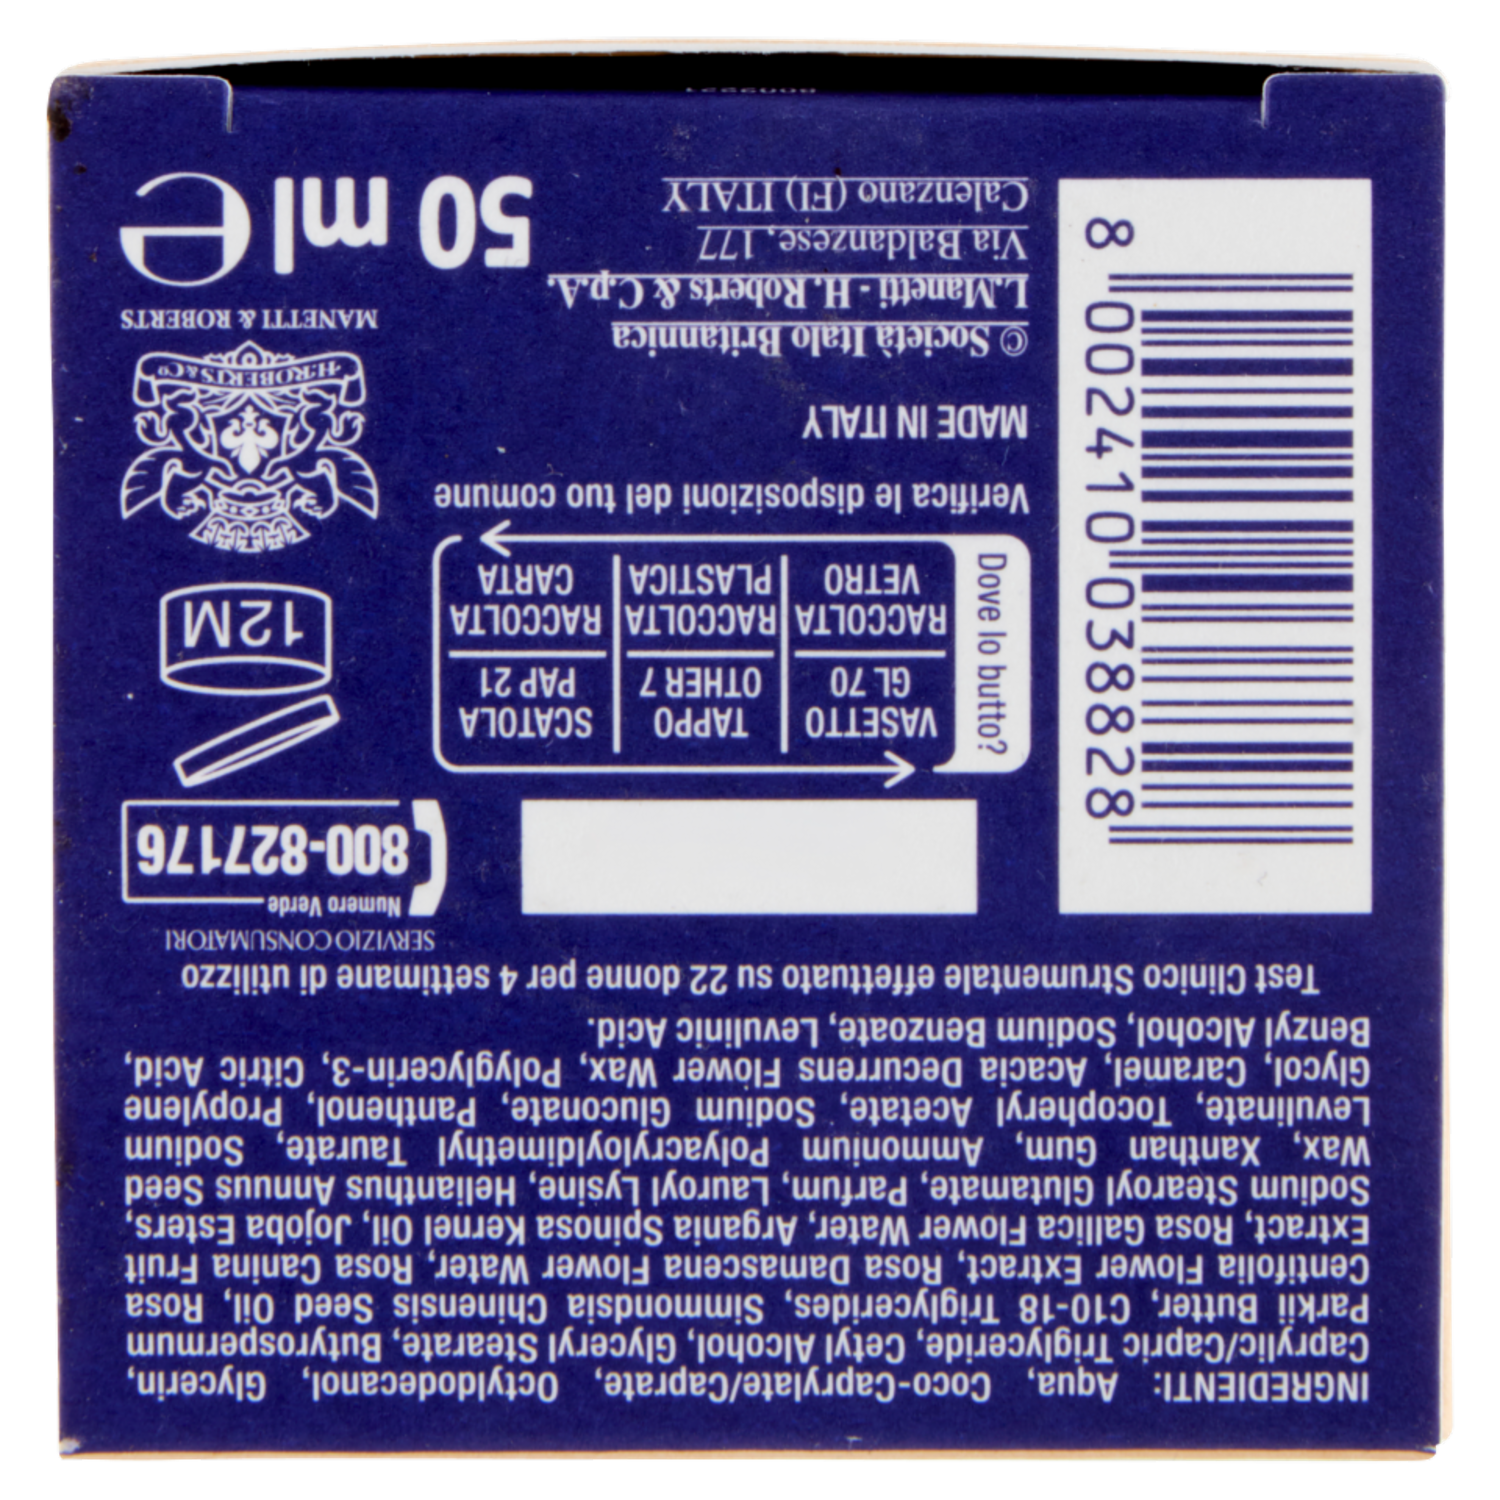 INGREDIENTI: Aqua, Coco-Caprylate/Caprate, Octyldodecanol, Glycerin,
Caprylic/Capric Triglyceride, Cetyl Alcohol, Glyceryl Stearate, Butyrospermum
Parkii Butter, C10-18 Triglycerides, Simmondsia Chinensis Seed Oil, Rosa
Centifolia Flower Extract, Rosa Damascena Flower Water, Rosa Canina Fruit
Extract, Rosa Gallica Flower Water, Argania Spinosa Kernel Oil, Jojoba Esters,
Sodium Stearoyl Glutamate, Parfum, Lauroyl Lysine, Helianthus Annuus Seed
Wax, Xanthan Gum, Ammonium Polyacryloyldimethyl Taurate, Sodium
Levulinate, Tocopheryl Acetate, Sodium Gluconate, Panthenol, Propylene
Glycol, Caramel, Acacia Decurrens Flower Wax, Polyglycerin-3, Citric Acid,
Benzyl Alcohol, Sodium Benzoate, Levulinic Acid.
Test Clinico Strumentale effettuato su 22 donne per 4 settimane di utilizzo
8 002410 038828
Dove lo butto?
VASETTO
GL 70
RACCOLTA
VETRO
TAPPO
OTHER 7
RACCOLTA
PLASTICA
SCATOLA
PAP 21
RACCOLTA
CARTA
Verifica le disposizioni del tuo comune
MADE IN ITALY
© Società Italo Britannica
L.Manetti - H.Roberts & C.p.A.
Via Baldanzese, 177
Calenzano (FI) ITALY
SERVIZIO CONSUMATORI
Numero Verde
800-827176
12M
H.ROBERTS&Cº
MANETTI & ROBERTS
50 ml e